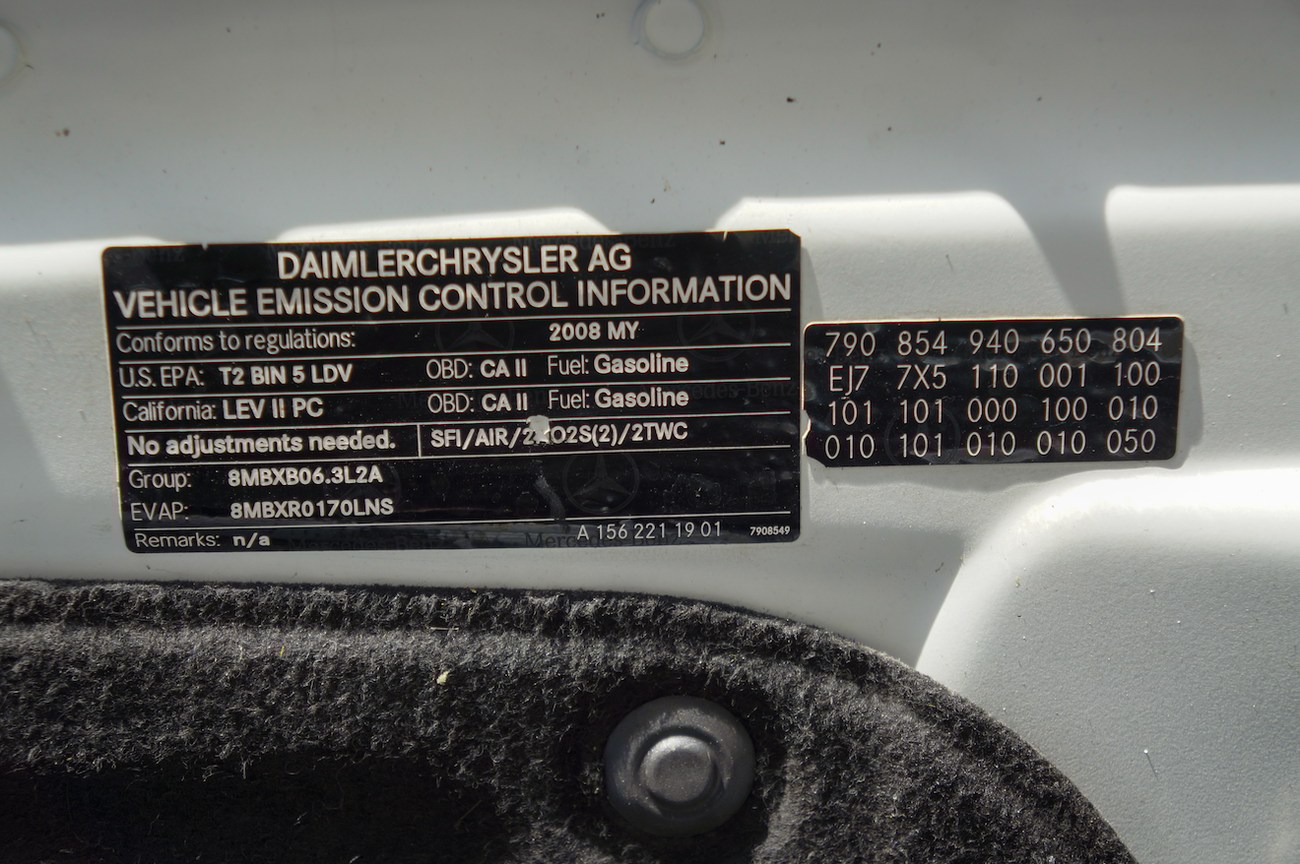 DAIMLERCHRYSLER AG
VEHICLE EMISSION CONTROL INFORMATION
Conforms to regulations: 2008 MY
U.S. EPA: T2 BIN 5 LDV OBD: CA II Fuel: Gasoline
California: LEV II PC OBD: CA II Fuel: Gasoline
No adjustments needed.
Group: 8MBXB06.3L2A
EVAP: 8MBXR0170LNS
Remarks: n/a A 156 221 19 01 7908549
790 854 940 650 804
EJ7 7X5 110 001 100
101 101 000 100 010
010 101 010 010 050